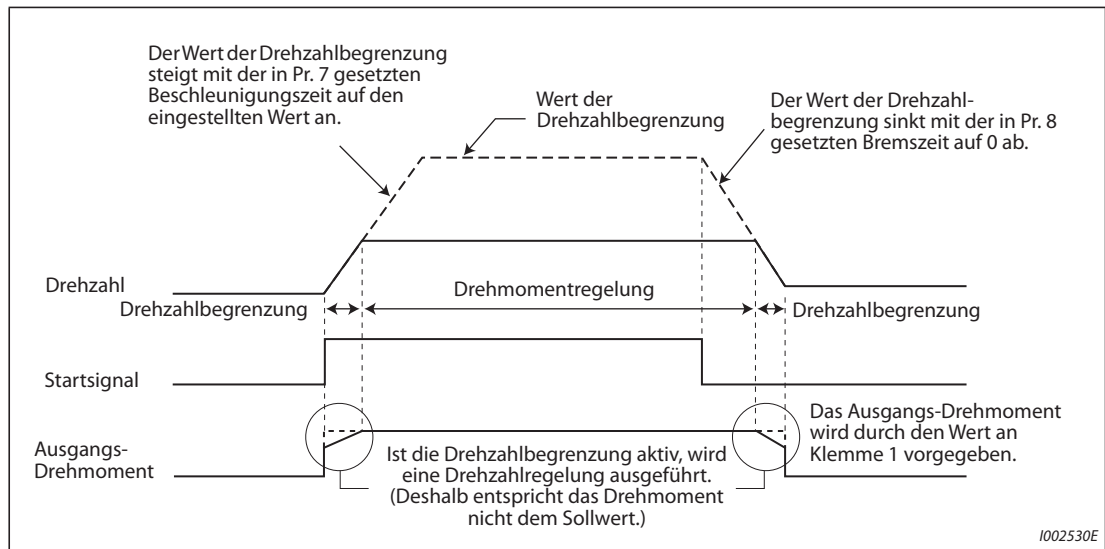 Der Wert der Drehzahlbegrenzung
steigt mit der in Pr. 7 gesetzten
Beschleunigungszeit auf den
eingestellten Wert an.
Wert der
Drehzahlbegrenzung
Der Wert der Drehzahl-
begrenzung sinkt mit der in Pr. 8
gesetzten Bremszeit auf 0 ab.
Drehzahl
Drehzahlbegrenzung
Drehmomentregelung
Drehzahlbegrenzung
Startsignal
Ausgangs-
Drehmoment
Ist die Drehzahlbegrenzung aktiv, wird
eine Drehzahlregelung ausgeführt.
(Deshalb entspricht das Drehmoment
nicht dem Sollwert.)
Das Ausgangs-Drehmoment
wird durch den Wert an
Klemme 1 vorgegeben.
I002530E